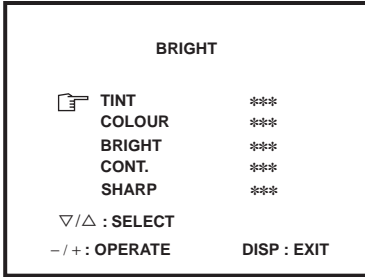 BRIGHT
☞ TINT ***
COLOUR ***
BRIGHT ***
CONT. ***
SHARP ***
▽/△ : SELECT
−/+ : OPERATE DISP : EXIT